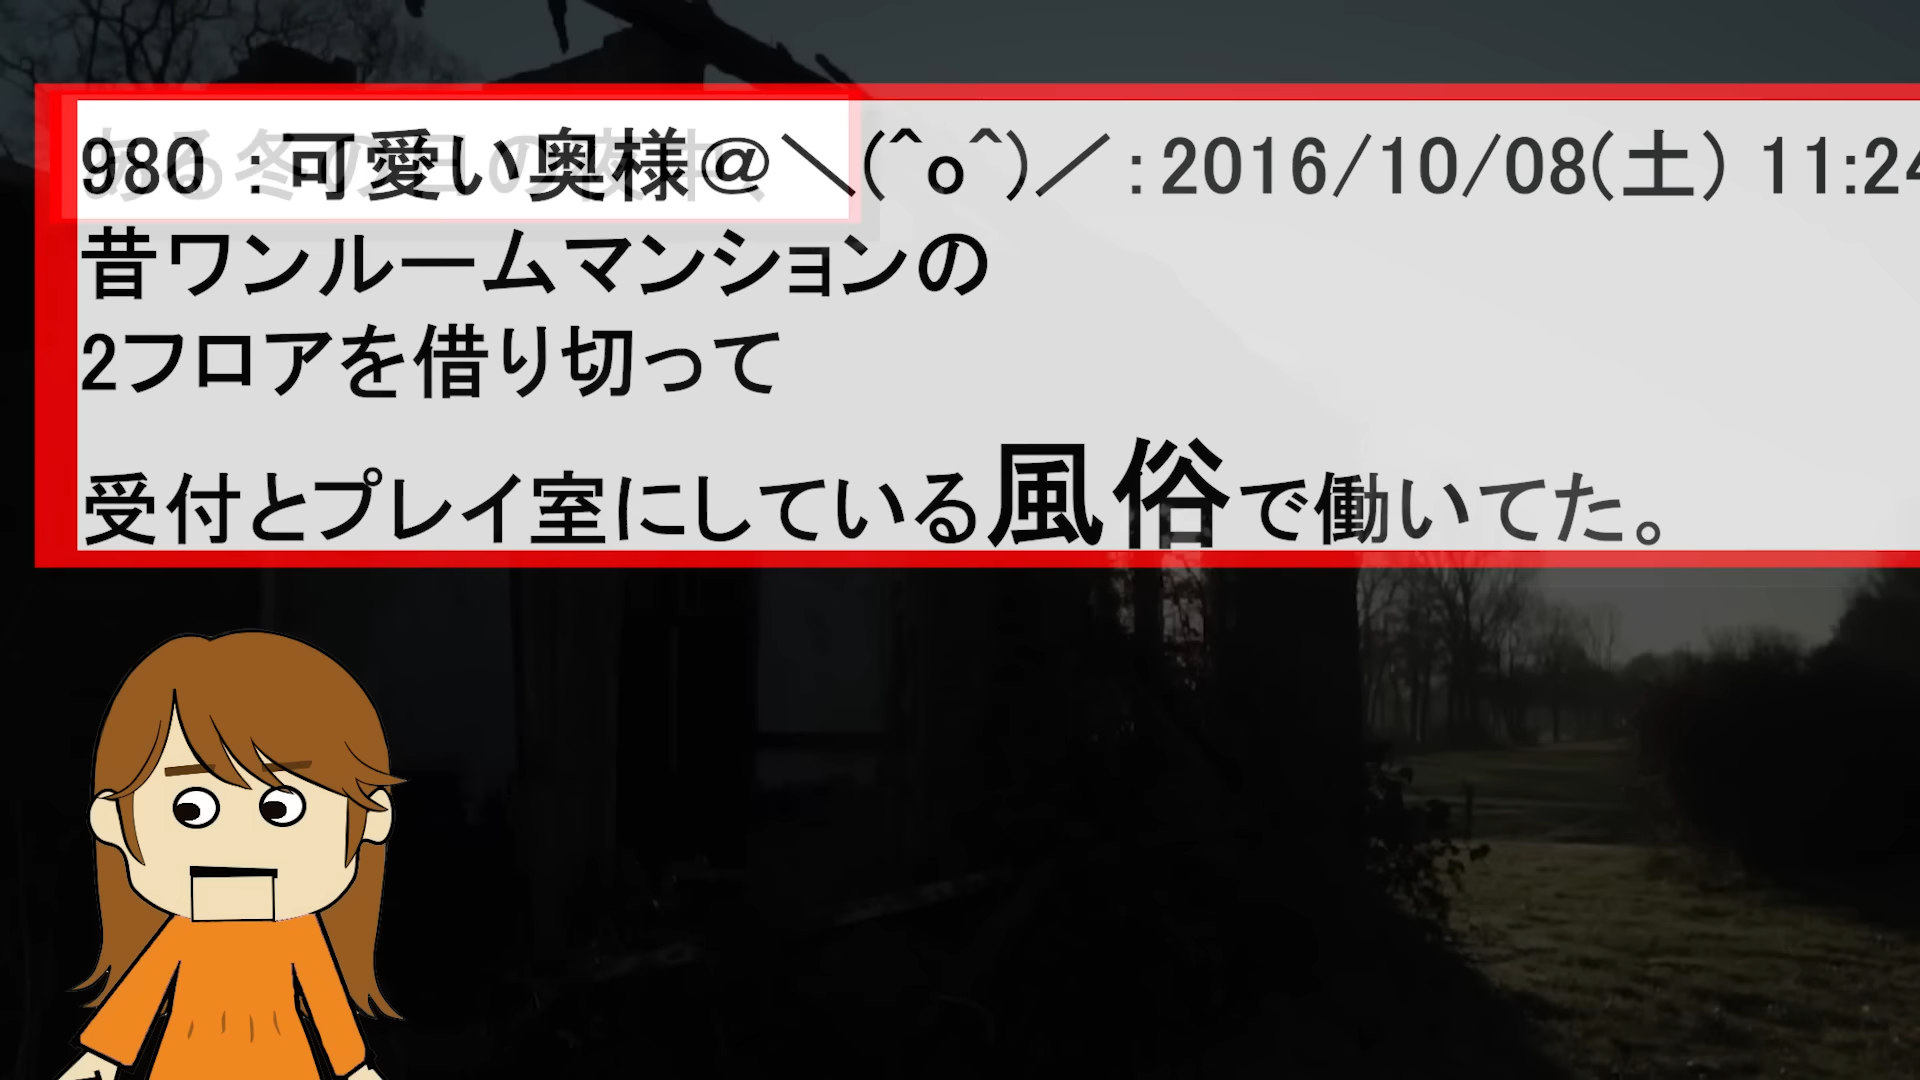 980 :可愛い奥様@＼(^o^)／:2016/10/08(土) 11:24
昔ワンルームマンションの
2フロアを借り切って
受付とプレイ室にしている風俗で働いてた。